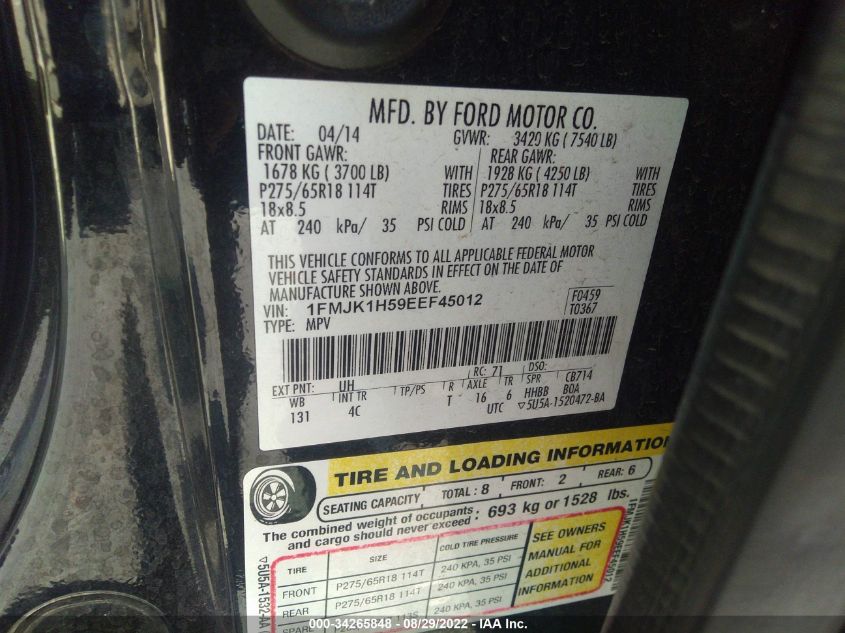 MFD. BY FORD MOTOR CO.
DATE: 04/14 GVWR: 3420 KG ( 7540 LB)
FRONT GAWR: REAR GAWR:
1678 KG ( 3700 LB) WITH 1928 KG ( 4250 LB) WITH
P275/65R18 114T TIRES P275/65R18 114T TIRES
18x8.5 RIMS 18x8.5 RIMS
AT 240 kPa/ 35 PSI COLD AT 240 kPa/ 35 PSI COLD
THIS VEHICLE CONFORMS TO ALL APPLICABLE FEDERAL MOTOR
VEHICLE SAFETY STANDARDS IN EFFECT ON THE DATE OF
MANUFACTURE SHOWN ABOVE.
VIN: 1FMJK1H59EEF45012 F0459
TYPE: MPV T0367
EXT PNT: UH RC: 71 DSO:
WB INT TR TP/PS R AXLE TR SPR CB714
131 4C T 16 6 HHBB BOA
UTC ▽5U5A-1520472-BA
TIRE AND LOADING INFORMATION
SEATING CAPACITY TOTAL: 8 FRONT: 2 REAR: 6
The combined weight of occupants and cargo should never exceed : 693 kg or 1528 lbs.
TIRE SIZE COLD TIRE PRESSURE
FRONT P275/65R18 114T 240 KPA, 35 PSI
REAR P275/65R18 114T 240 KPA, 35 PSI
SPARE 240 KPA, 35 PSI
SEE OWNERS
MANUAL FOR
ADDITIONAL
INFORMATION
1FMJK1H59EEF45012
000-34265848 - 08/29/2022 - IAA Inc.